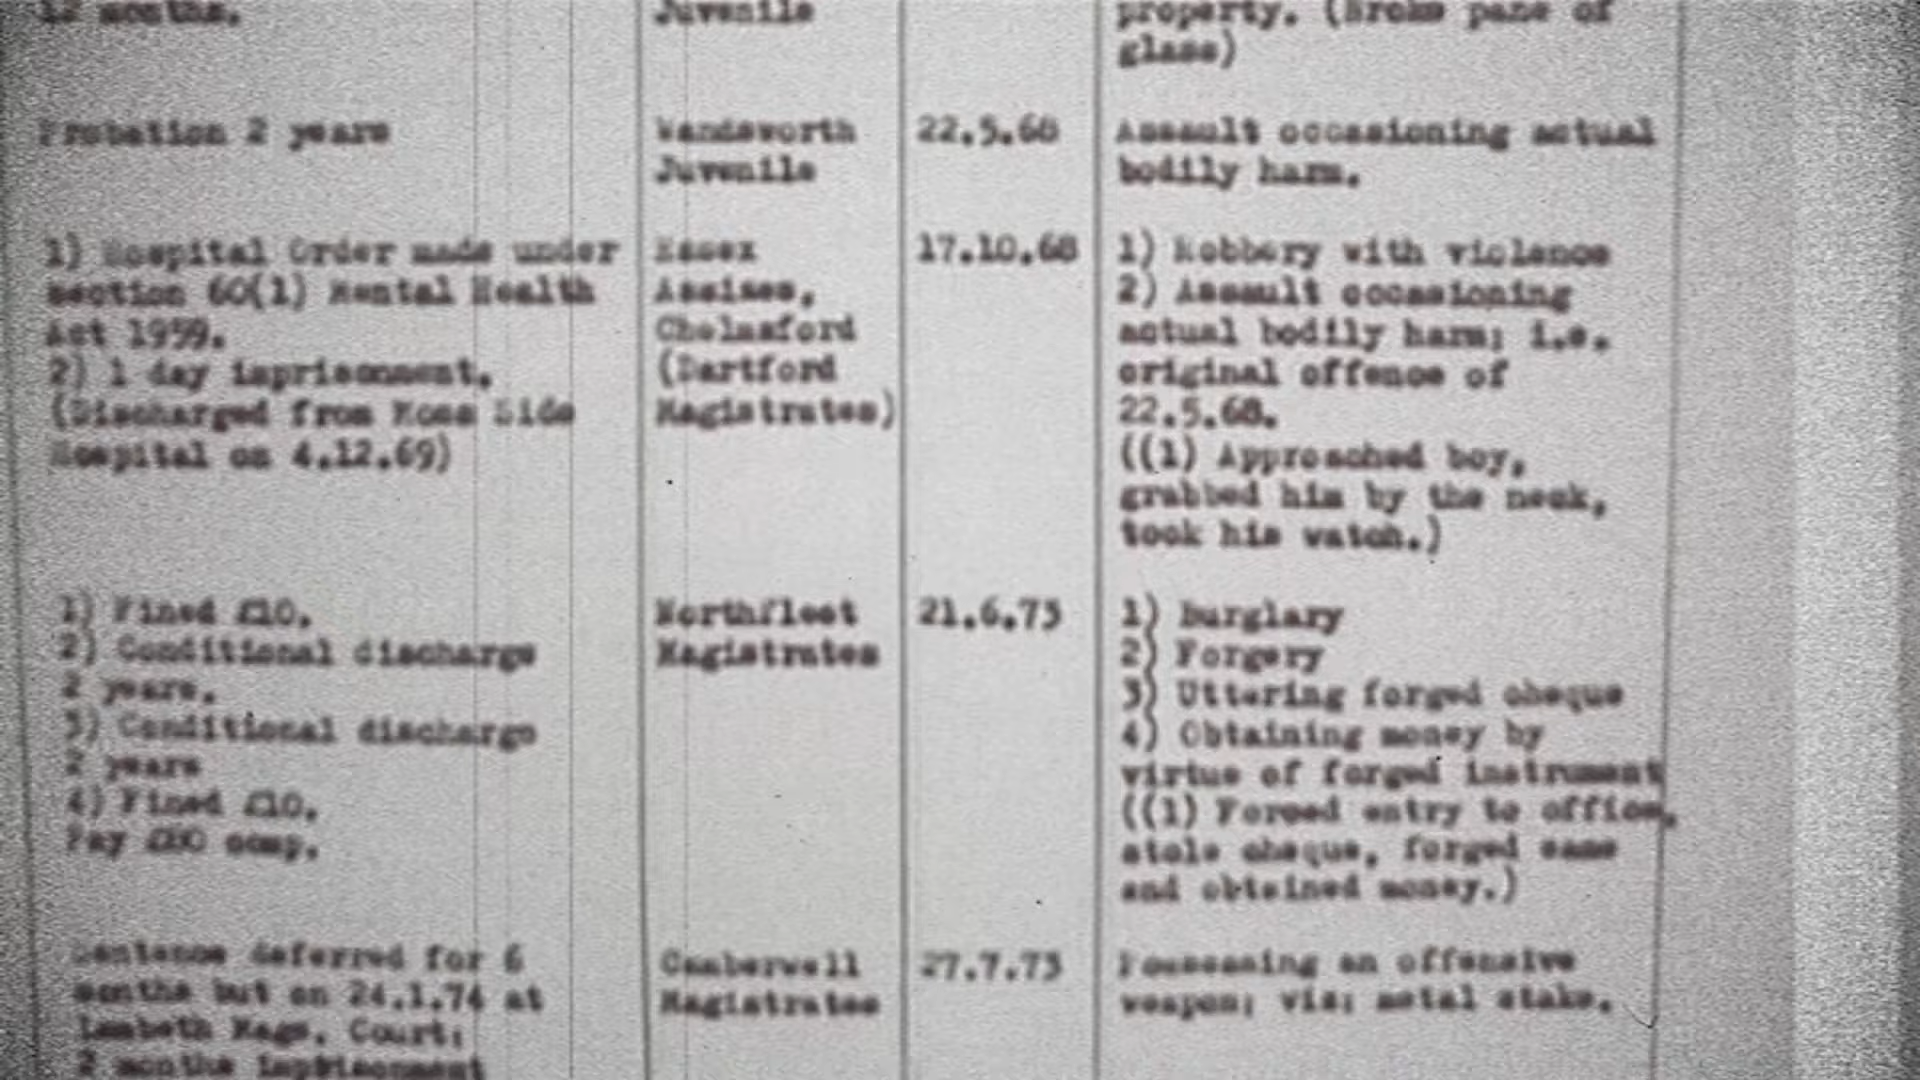 12 months.
Juvenile
property. (Broke pane of
glass)
Probation 2 years
Wandsworth
Juvenile
22.5.68
Assault occasioning actual
bodily harm.
1) Hospital Order made under
section 60(1) Mental Health
Act 1959.
2) 1 day imprisonment.
(Discharged from Moss Side
Hospital on 4.12.69)
Essex
Assizes,
Chelmsford
(Dartford
Magistrates)
17.10.68
1) Robbery with violence
2) Assault occasioning
actual bodily harm; i.e.
original offence of
22.5.68.
((1) Approached boy,
grabbed him by the neck,
took his watch.)
1) Fined £10.
2) Conditional discharge
2 years.
3) Conditional discharge
2 years
4) Fined £10.
Pay comp.
Northfleet
Magistrates
21.6.73
1) Burglary
2) Forgery
3) Uttering forged cheque
4) Obtaining money by
virtue of forged instrument
((1) Forced entry to office,
stole cheque, forged same
and obtained money.)
Sentence deferred for 6
months but on 24.1.74 at
Lambeth Mags. Court:
2 months imprisonment
Camberwell
Magistrates
27.7.73
Possessing an offensive
weapon; viz: metal stake.